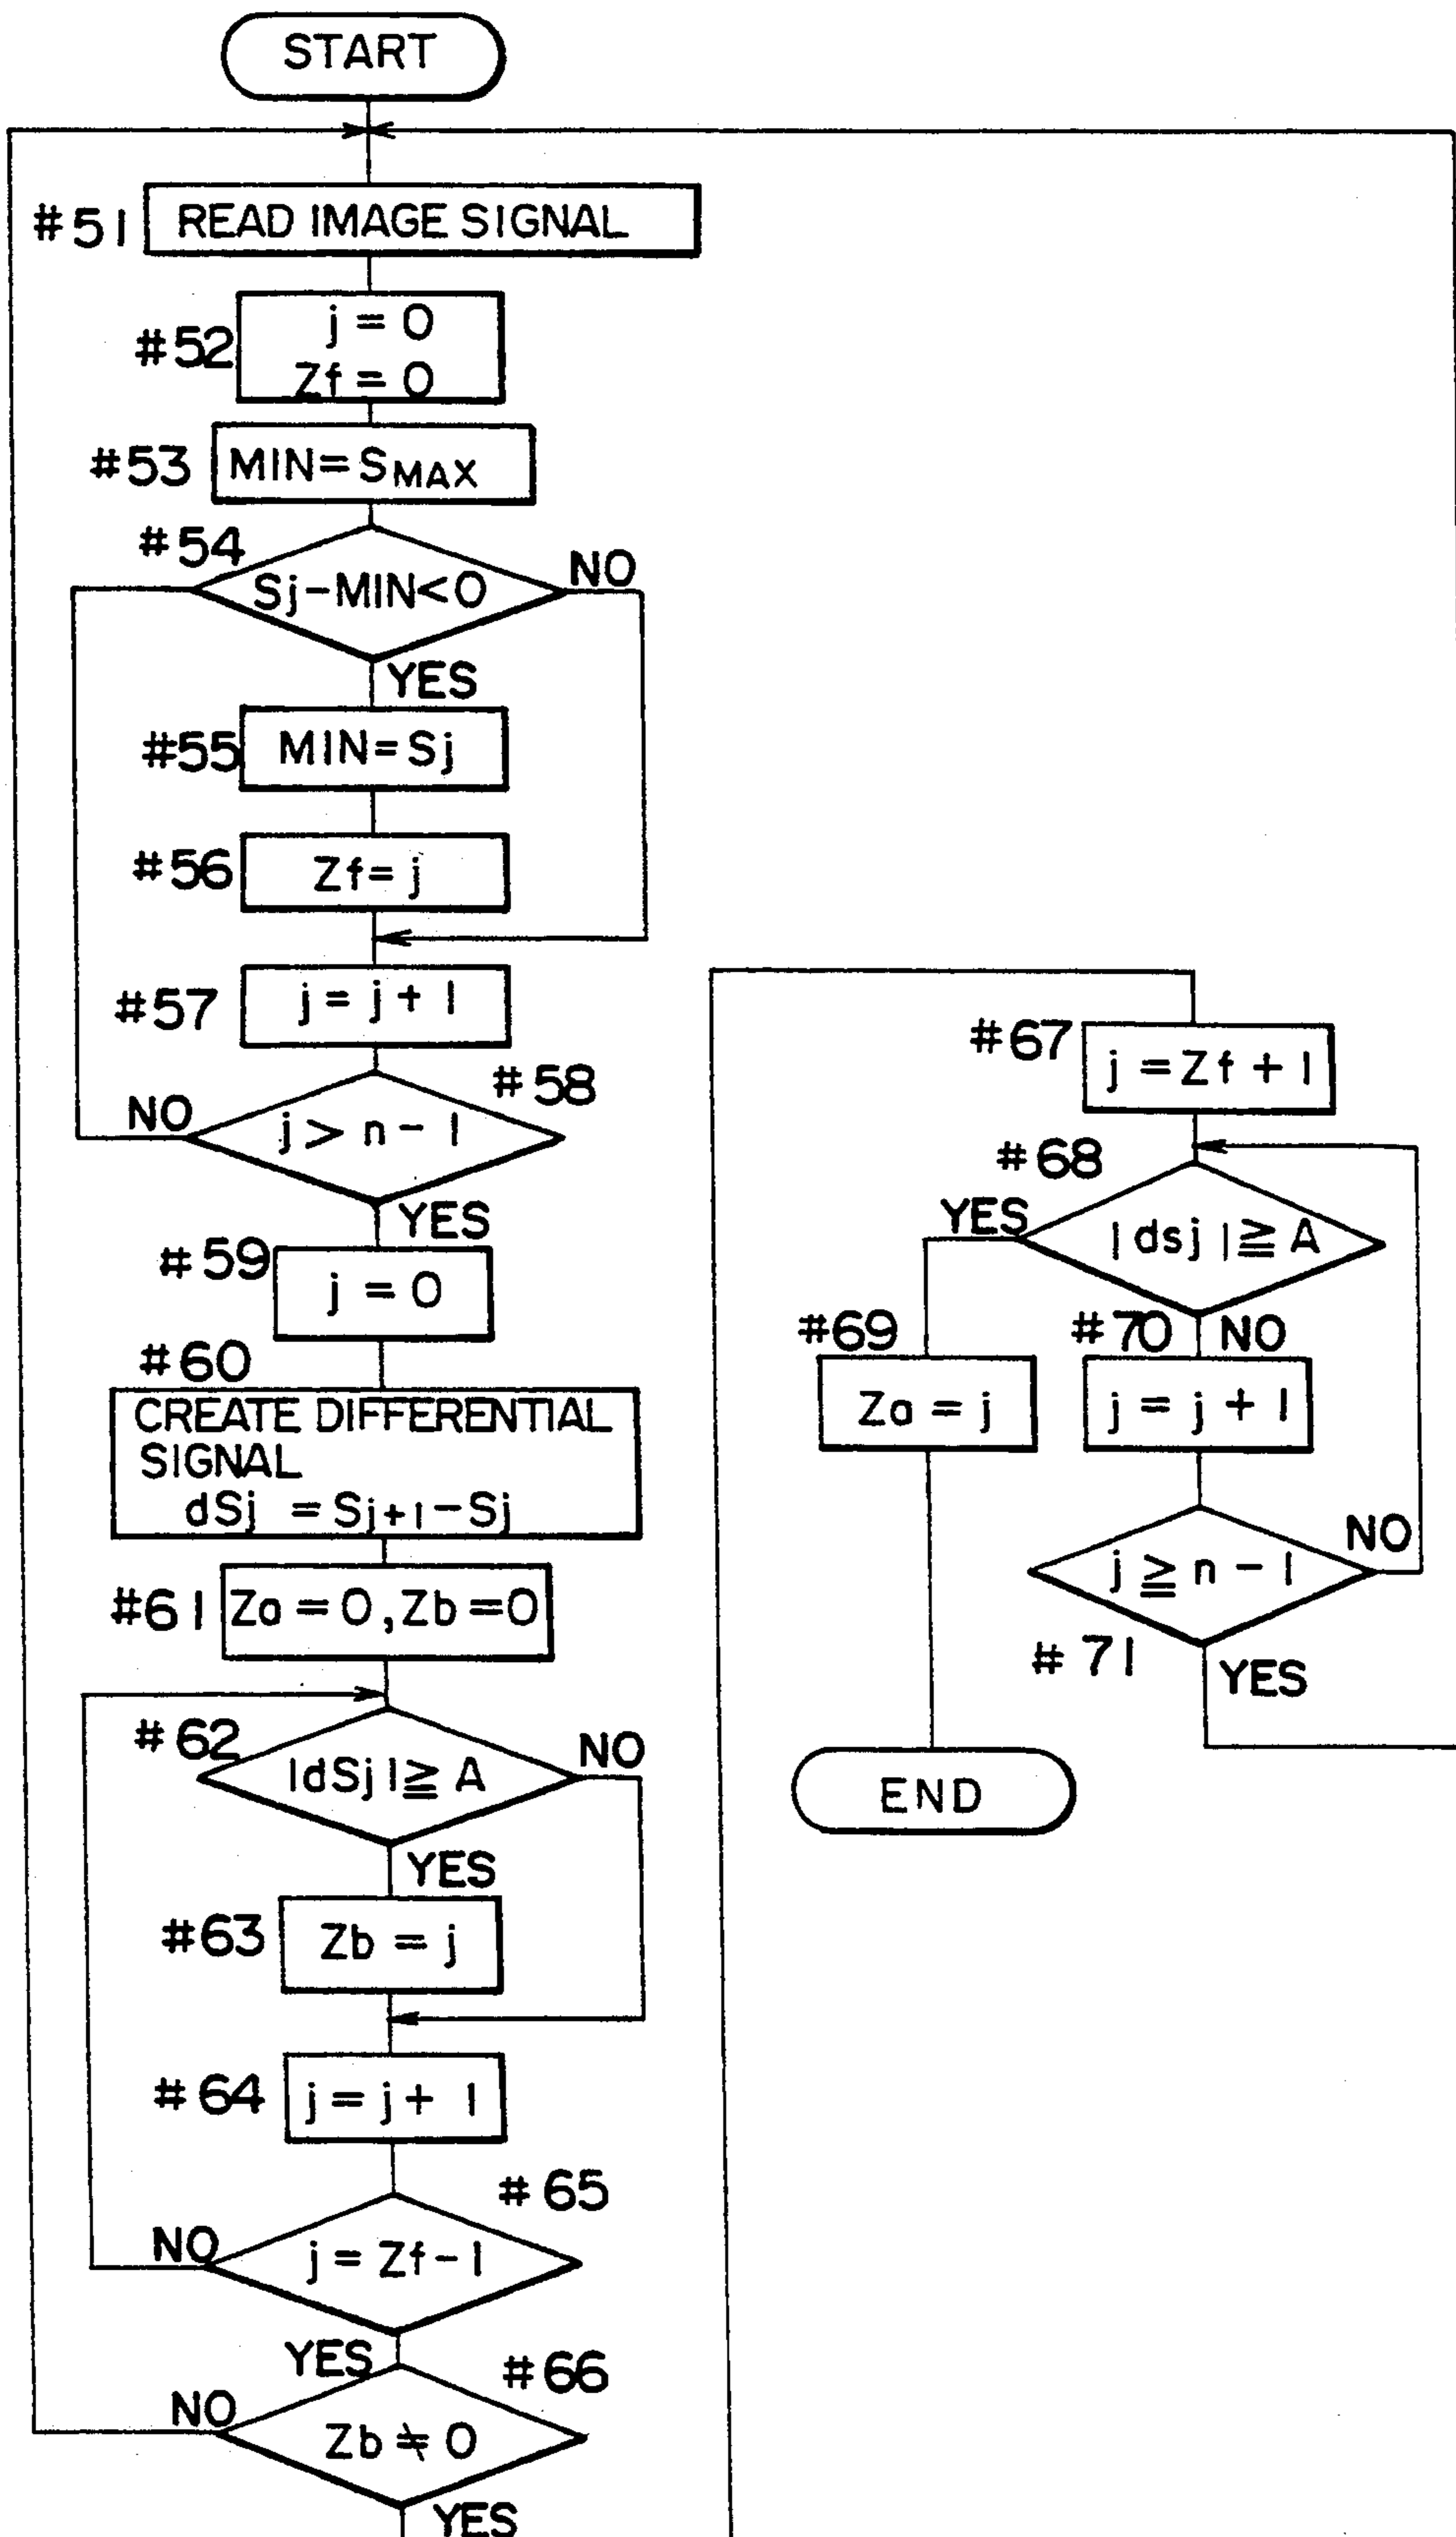 START
#51 READ IMAGE SIGNAL
#52 j = 0
Zf = 0
#53 MIN = SMAX
#54 Sj-MIN<0 NO
YES
#55 MIN = Sj
#56 Zf = j
#57 j = j + 1
#58
NO j > n - 1
YES
#59 j = 0
#60
CREATE DIFFERENTIAL
SIGNAL
dSj = Sj+1-Sj
#61 Za = 0, Zb = 0
#62 |dSj| ≧ A NO
YES
#63 Zb = j
#64 j = j + 1
#65
NO j = Zf - 1
YES
#66
NO Zb ≠ 0
YES
#67 j = Zf + 1
#68
YES |dsj| ≧ A
#69 #70 NO
Za = j j = j + 1
j ≧ n - 1 NO
#71 YES
END